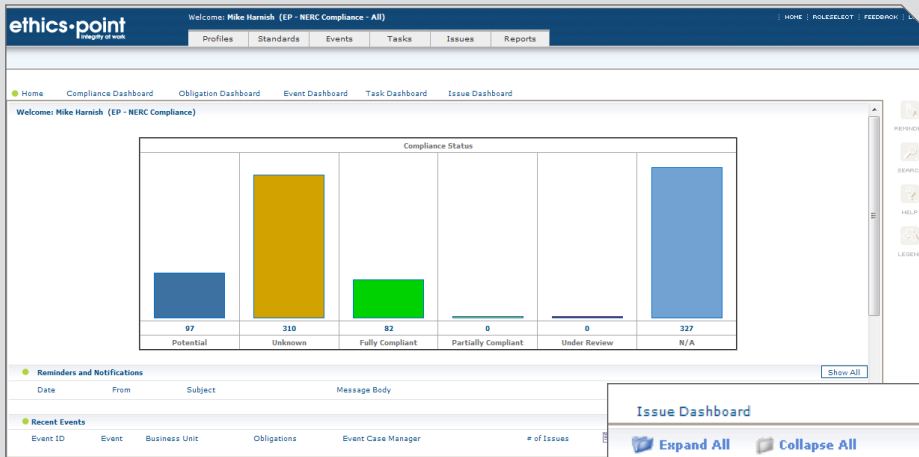 ethics•point
integrity at work
Welcome: Mike Harnish (EP - NERC Compliance - All)
HOME | ROLESELECT | FEEDBACK |
Profiles Standards Events Tasks Issues Reports
Home Compliance Dashboard Obligation Dashboard Event Dashboard Task Dashboard Issue Dashboard
Welcome: Mike Harnish (EP - NERC Compliance)
Compliance Status
97 310 82 0 0 327
Potential Unknown Fully Compliant Partially Compliant Under Review N/A
Reminders and Notifications Show All
Date From Subject Message Body
Recent Events
Event ID Event Business Unit Obligations Event Case Manager # of Issues
HELP
Issue Dashboard
Expand All Collapse All